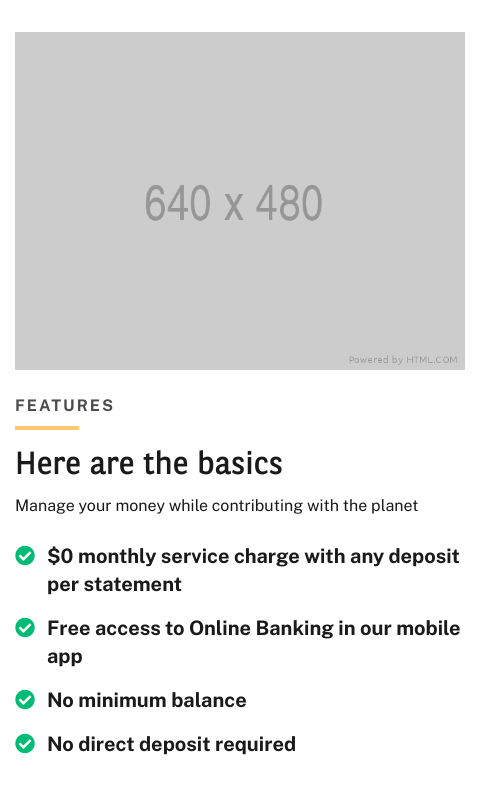 640 x 480
Powered by HTML.COM
FEATURES
Here are the basics
Manage your money while contributing with the planet
$0 monthly service charge with any deposit
per statement
Free access to Online Banking in our mobile
app
No minimum balance
No direct deposit required